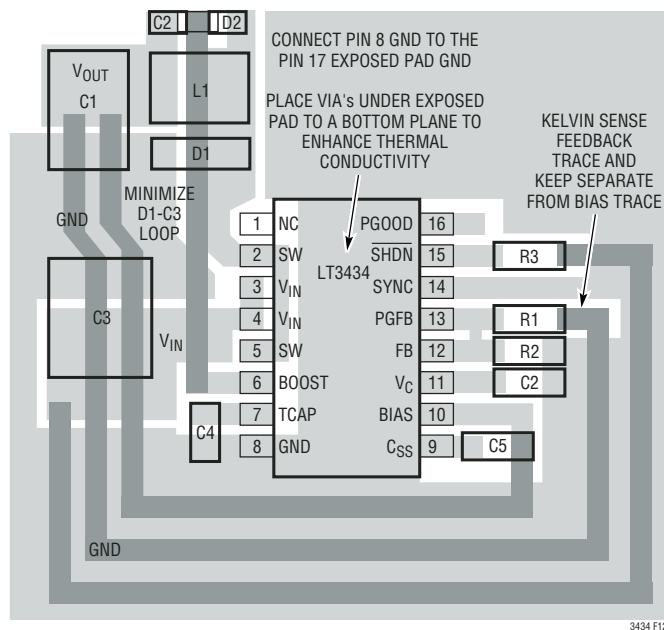 C2 D2
CONNECT PIN 8 GND TO THE
PIN 17 EXPOSED PAD GND
VOUT
C1
L1
PLACE VIA's UNDER EXPOSED
PAD TO A BOTTOM PLANE TO
ENHANCE THERMAL
CONDUCTIVITY
KELVIN SENSE
FEEDBACK
TRACE AND
KEEP SEPARATE
FROM BIAS TRACE
D1
MINIMIZE
D1-C3
LOOP
GND
C3
VIN
LT3434
1 NC PGOOD 16
2 SW SHDN 15 R3
3 VIN SYNC 14
4 VIN PGFB 13 R1
5 SW FB 12 R2
6 BOOST VC 11 C2
7 TCAP BIAS 10
C4
8 GND CSS 9 C5
GND
3434 F12